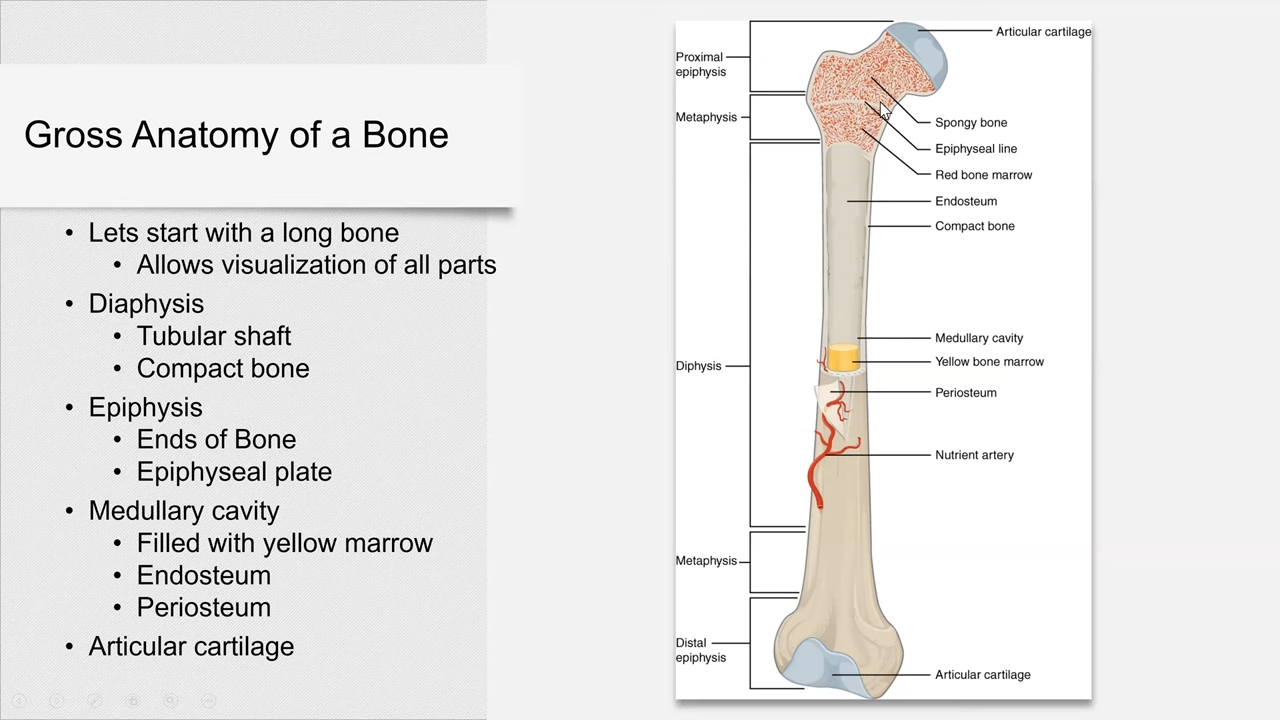 Gross Anatomy of a Bone
• Lets start with a long bone
• Allows visualization of all parts
• Diaphysis
• Tubular shaft
• Compact bone
• Epiphysis
• Ends of Bone
• Epiphyseal plate
• Medullary cavity
• Filled with yellow marrow
• Endosteum
• Periosteum
• Articular cartilage
Proximal
epiphysis
Metaphysis
Diphysis
Metaphysis
Distal
epiphysis
Articular cartilage
Spongy bone
Epiphyseal line
Red bone marrow
Endosteum
Compact bone
Medullary cavity
Yellow bone marrow
Periosteum
Nutrient artery
Articular cartilage